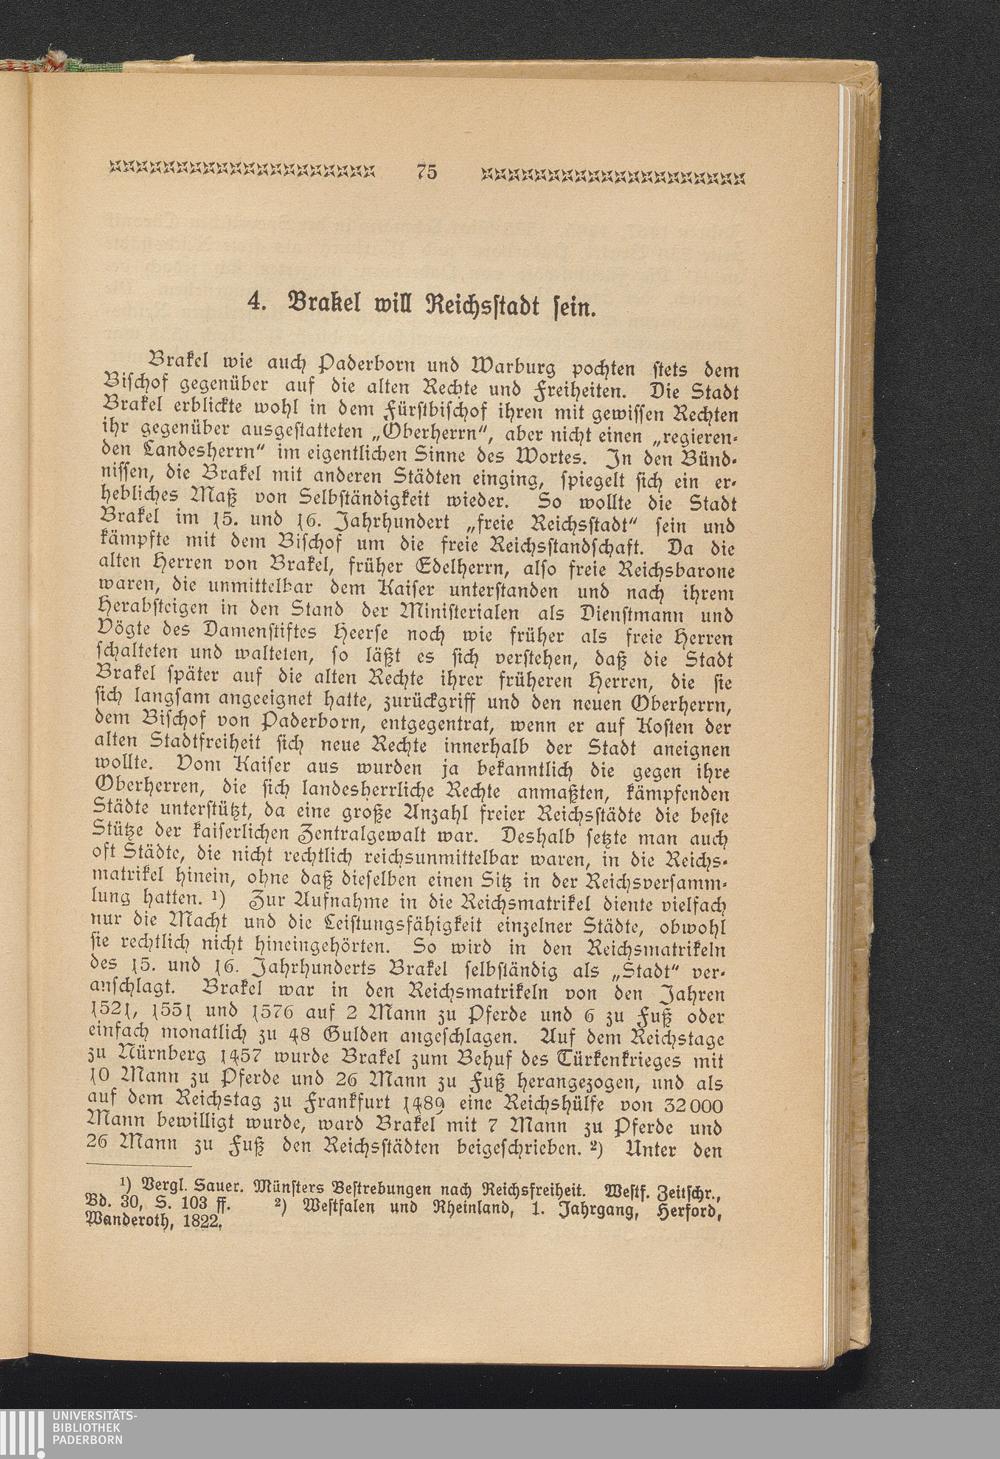 75
4. Brakel will Reichsstadt sein.
Brakel wie auch Paderborn und Warburg pochten stets dem
Bischof gegenüber auf die alten Rechte und Freiheiten. Die Stadt
Brakel erblickte wohl in dem Fürstbischof ihren mit gewissen Rechten
ihr gegenüber ausgestatteten „Oberherrn“, aber nicht einen „regieren-
den Landesherrn“ im eigentlichen Sinne des Wortes. In den Bünd-
nissen, die Brakel mit anderen Städten einging, spiegelt sich ein er-
hebliches Maß von Selbständigkeit wieder. So wollte die Stadt
Brakel im 15. und 16. Jahrhundert „freie Reichsstadt“ sein und
kämpfte mit dem Bischof um die freie Reichsstandschaft. Da die
alten Herren von Brakel, früher Edelherrn, also freie Reichsbarone
waren, die unmittelbar dem Kaiser unterstanden und nach ihrem
Herabsteigen in den Stand der Ministerialen als Dienstmann und
Vögte des Damenstiftes Heerse noch wie früher als freie Herren
schalteten und walteten, so läßt es sich verstehen, daß die Stadt
Brakel später auf die alten Rechte ihrer früheren Herren, die sie
sich langsam angeeignet hatte, zurückgriff und den neuen Oberherrn,
dem Bischof von Paderborn, entgegentrat, wenn er auf Kosten der
alten Stadtfreiheit sich neue Rechte innerhalb der Stadt aneignen
wollte. Vom Kaiser aus wurden ja bekanntlich die gegen ihre
Oberherren, die sich landesherrliche Rechte anmaßten, kämpfenden
Städte unterstützt, da eine große Anzahl freier Reichsstädte die beste
Stütze der kaiserlichen Zentralgewalt war. Deshalb setzte man auch
oft Städte, die nicht rechtlich reichsunmittelbar waren, in die Reichs-
matrikel hinein, ohne daß dieselben einen Sitz in der Reichsversamm-
lung hatten. ¹) Zur Aufnahme in die Reichsmatrikel diente vielfach
nur die Macht und die Leistungsfähigkeit einzelner Städte, obwohl
sie rechtlich nicht hineingehörten. So wird in den Reichsmatrikeln
des 15. und 16. Jahrhunderts Brakel selbständig als „Stadt“ ver-
anschlagt. Brakel war in den Reichsmatrikeln von den Jahren
1521, 1551 und 1576 auf 2 Mann zu Pferde und 6 zu Fuß oder
einfach monatlich zu 48 Gulden angeschlagen. Auf dem Reichstage
zu Nürnberg 1457 wurde Brakel zum Behuf des Türkenkrieges mit
10 Mann zu Pferde und 26 Mann zu Fuß herangezogen, und als
auf dem Reichstag zu Frankfurt 1489 eine Reichshülfe von 32 000
Mann bewilligt wurde, ward Brakel mit 7 Mann zu Pferde und
26 Mann zu Fuß den Reichsstädten beigeschrieben. ²) Unter den
¹) Vergl. Sauer. Münsters Bestrebungen nach Reichsfreiheit. Westf. Zeitschr.,
Bd. 30, S. 103 ff. ²) Westfalen und Rheinland, 1. Jahrgang, Herford,
Wanderoth, 1822.
UNIVERSITÄTS-
BIBLIOTHEK
PADERBORN